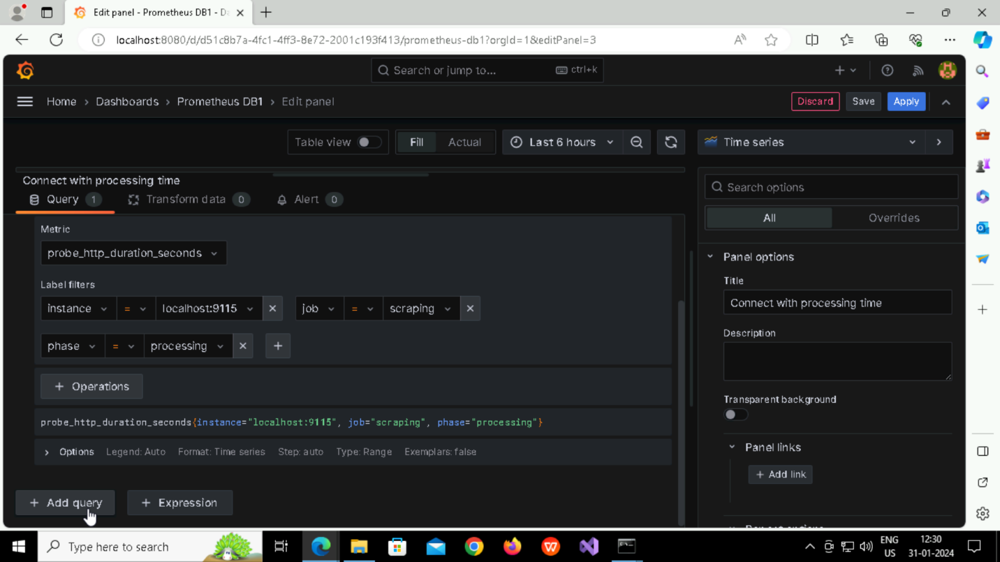 Edit panel - Prometheus DB1 - Da
localhost:8080/d/d51c8b7a-4fc1-4ff3-8e72-2001c193f413/prometheus-db1?orgId=1&editPanel=3
Search or jump to... ctrl+k
Home › Dashboards › Prometheus DB1 › Edit panel
Discard Save Apply
Table view Fill Actual Last 6 hours Time series
Connect with processing time
Query 1 Transform data 0 Alert 0
Search options
All Overrides
Metric
probe_http_duration_seconds
Label filters
instance = localhost:9115 job = scraping
phase = processing
+ Operations
probe_http_duration_seconds{instance="localhost:9115", job="scraping", phase="processing"}
Options Legend: Auto Format: Time series Step: auto Type: Range Exemplars: false
+ Add query + Expression
Panel options
Title
Connect with processing time
Description
Transparent background
Panel links
+ Add link
Type here to search
ENG
US
12:30
31-01-2024